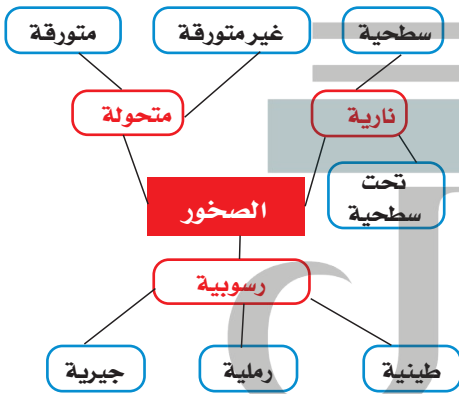 سطحية
غير متورقة
متورقة
نارية
متحولة
تحت
سطحية
الصخور
رسوبية
طينية
رملية
جيرية